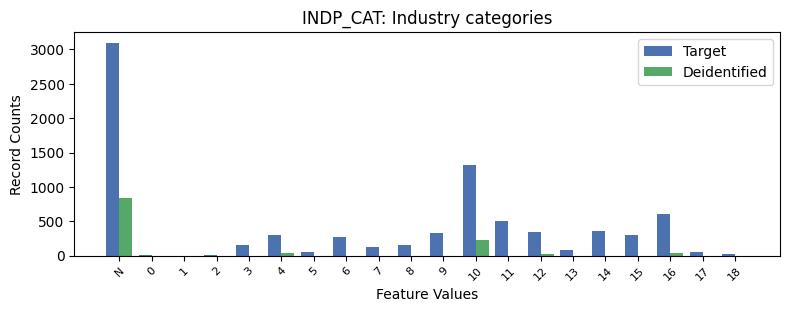 INDP_CAT: Industry categories
Target
Deidentified
Record Counts
3000
2500
2000
1500
1000
500
0
N 0 1 2 3 4 5 6 7 8 9 10 11 12 13 14 15 16 17 18
Feature Values